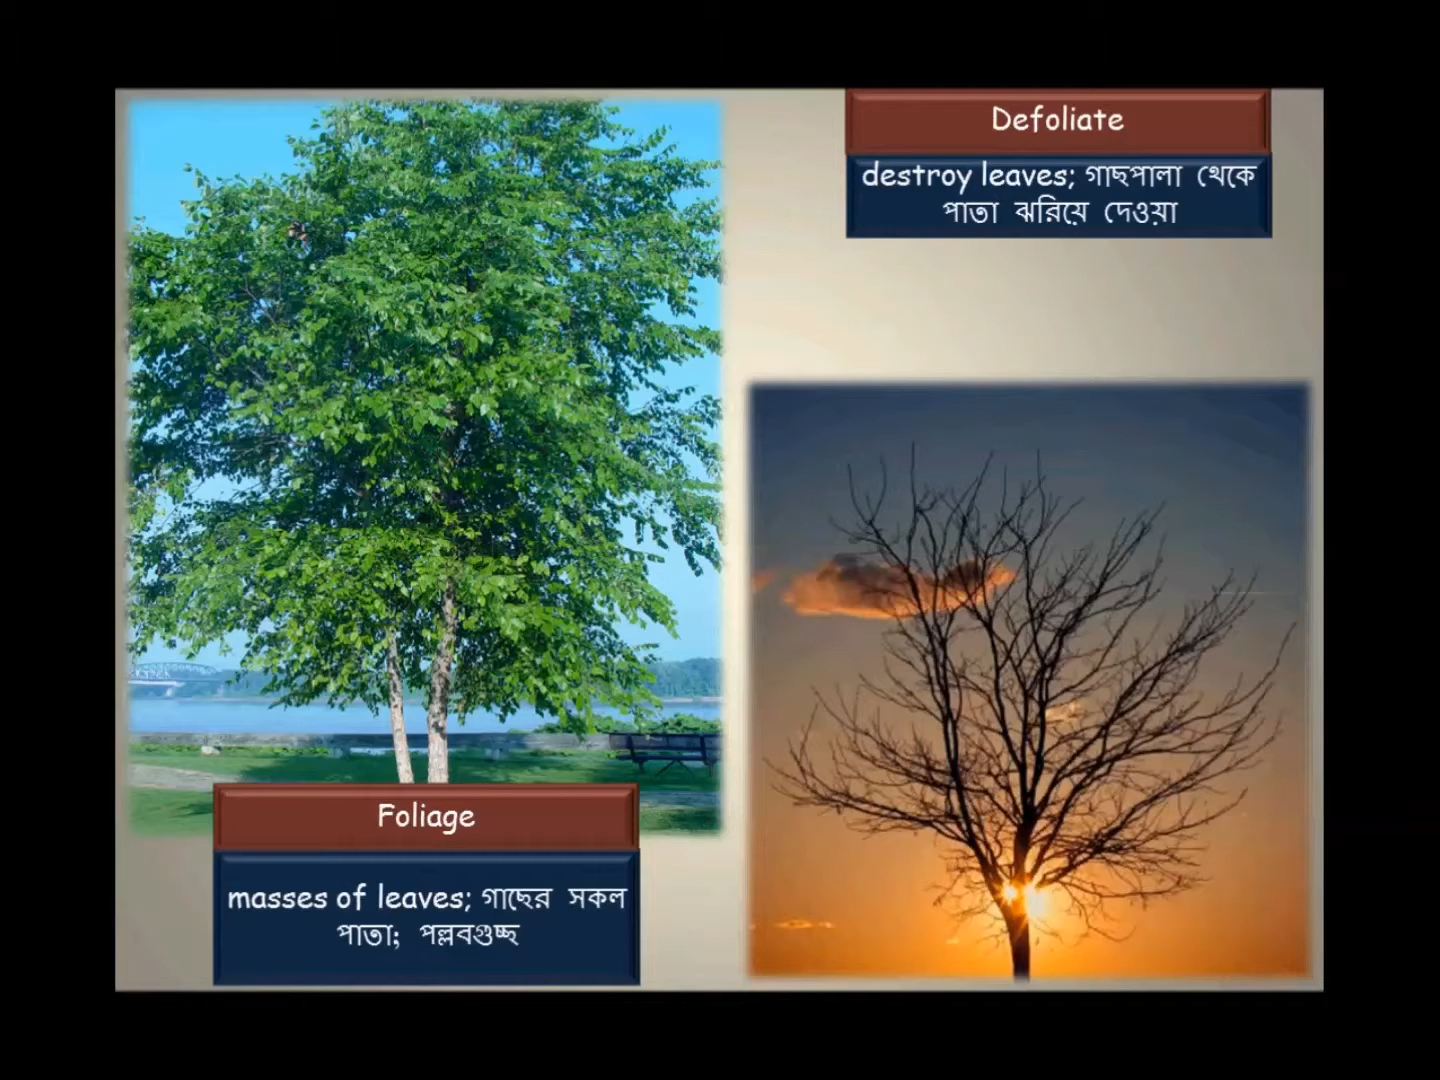 Defoliate
destroy leaves; গাছপালা থেকে
পাতা ঝরিয়ে দেওয়া
Foliage
masses of leaves; গাছের সকল
পাতা; পল্লবগুচ্ছ